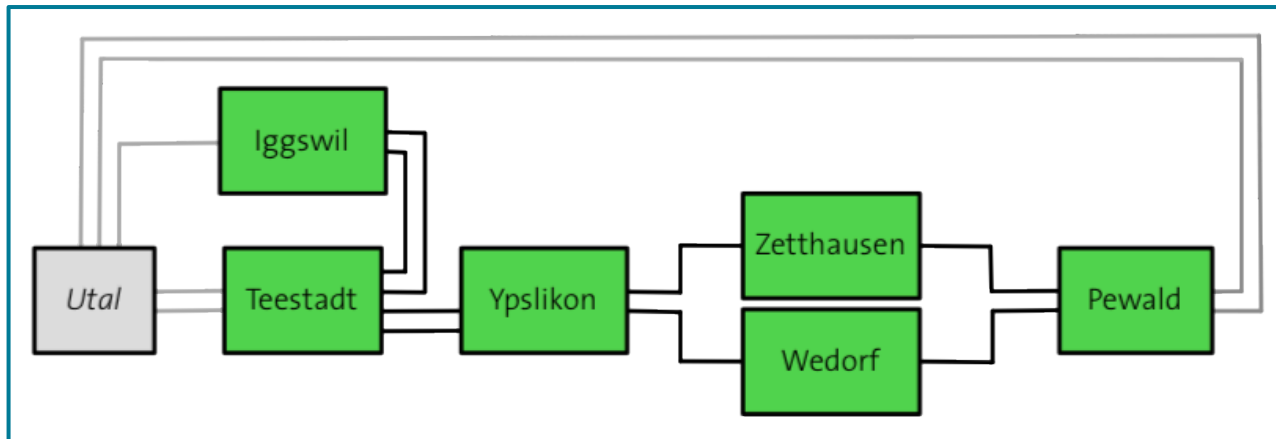 Iggswil
Zetthausen
Utal
Teestadt
Ypslikon
Pewald
Wedorf